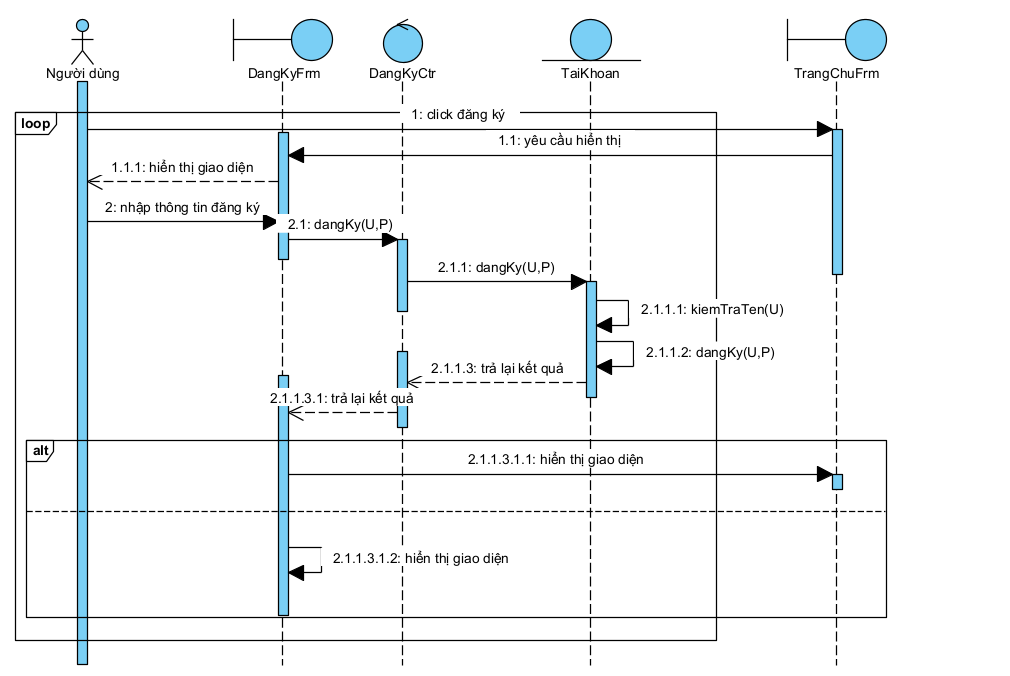 Người dùng
DangKyFrm
DangKyCtr
TaiKhoan
TrangChuFrm
loop
1: click đăng ký
1.1: yêu cầu hiển thị
1.1.1: hiển thị giao diện
2: nhập thông tin đăng ký
2.1: dangKy(U,P)
2.1.1: dangKy(U,P)
2.1.1.1: kiemTraTen(U)
2.1.1.2: dangKy(U,P)
2.1.1.3: trả lại kết quả
2.1.1.3.1: trả lại kết quả
alt
2.1.1.3.1.1: hiển thị giao diện
2.1.1.3.1.2: hiển thị giao diện